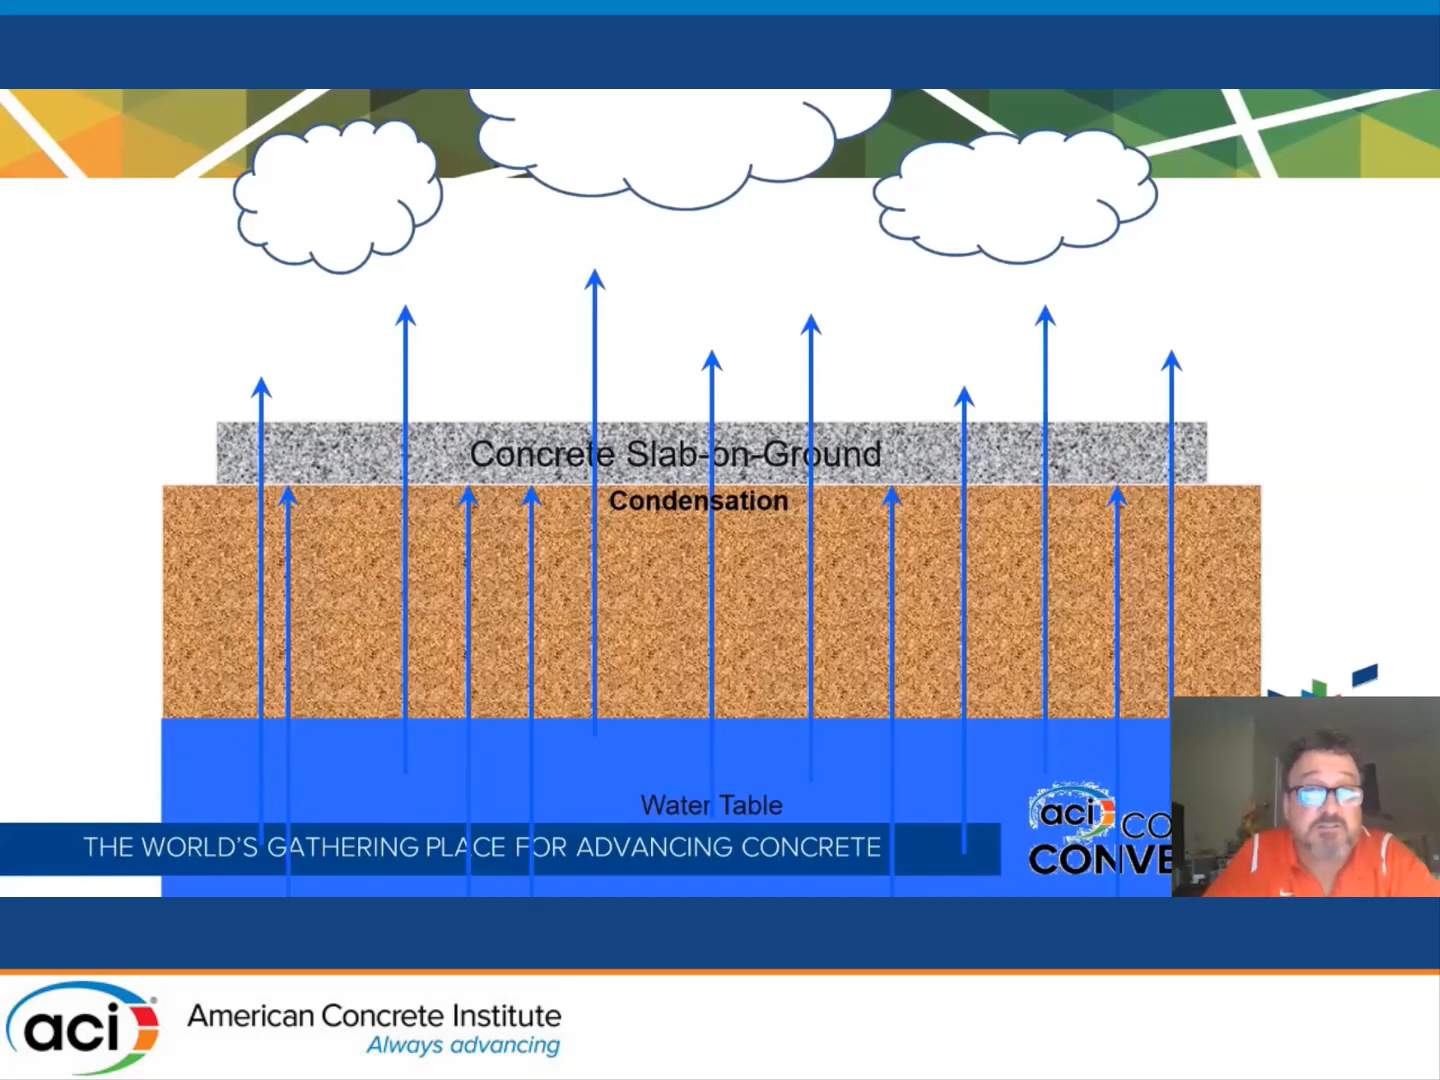 Concrete Slab-on-Ground
Condensation
Water Table
THE WORLD'S GATHERING PLACE FOR ADVANCING CONCRETE
aci CO
CONVE
aci ®
American Concrete Institute
Always advancing